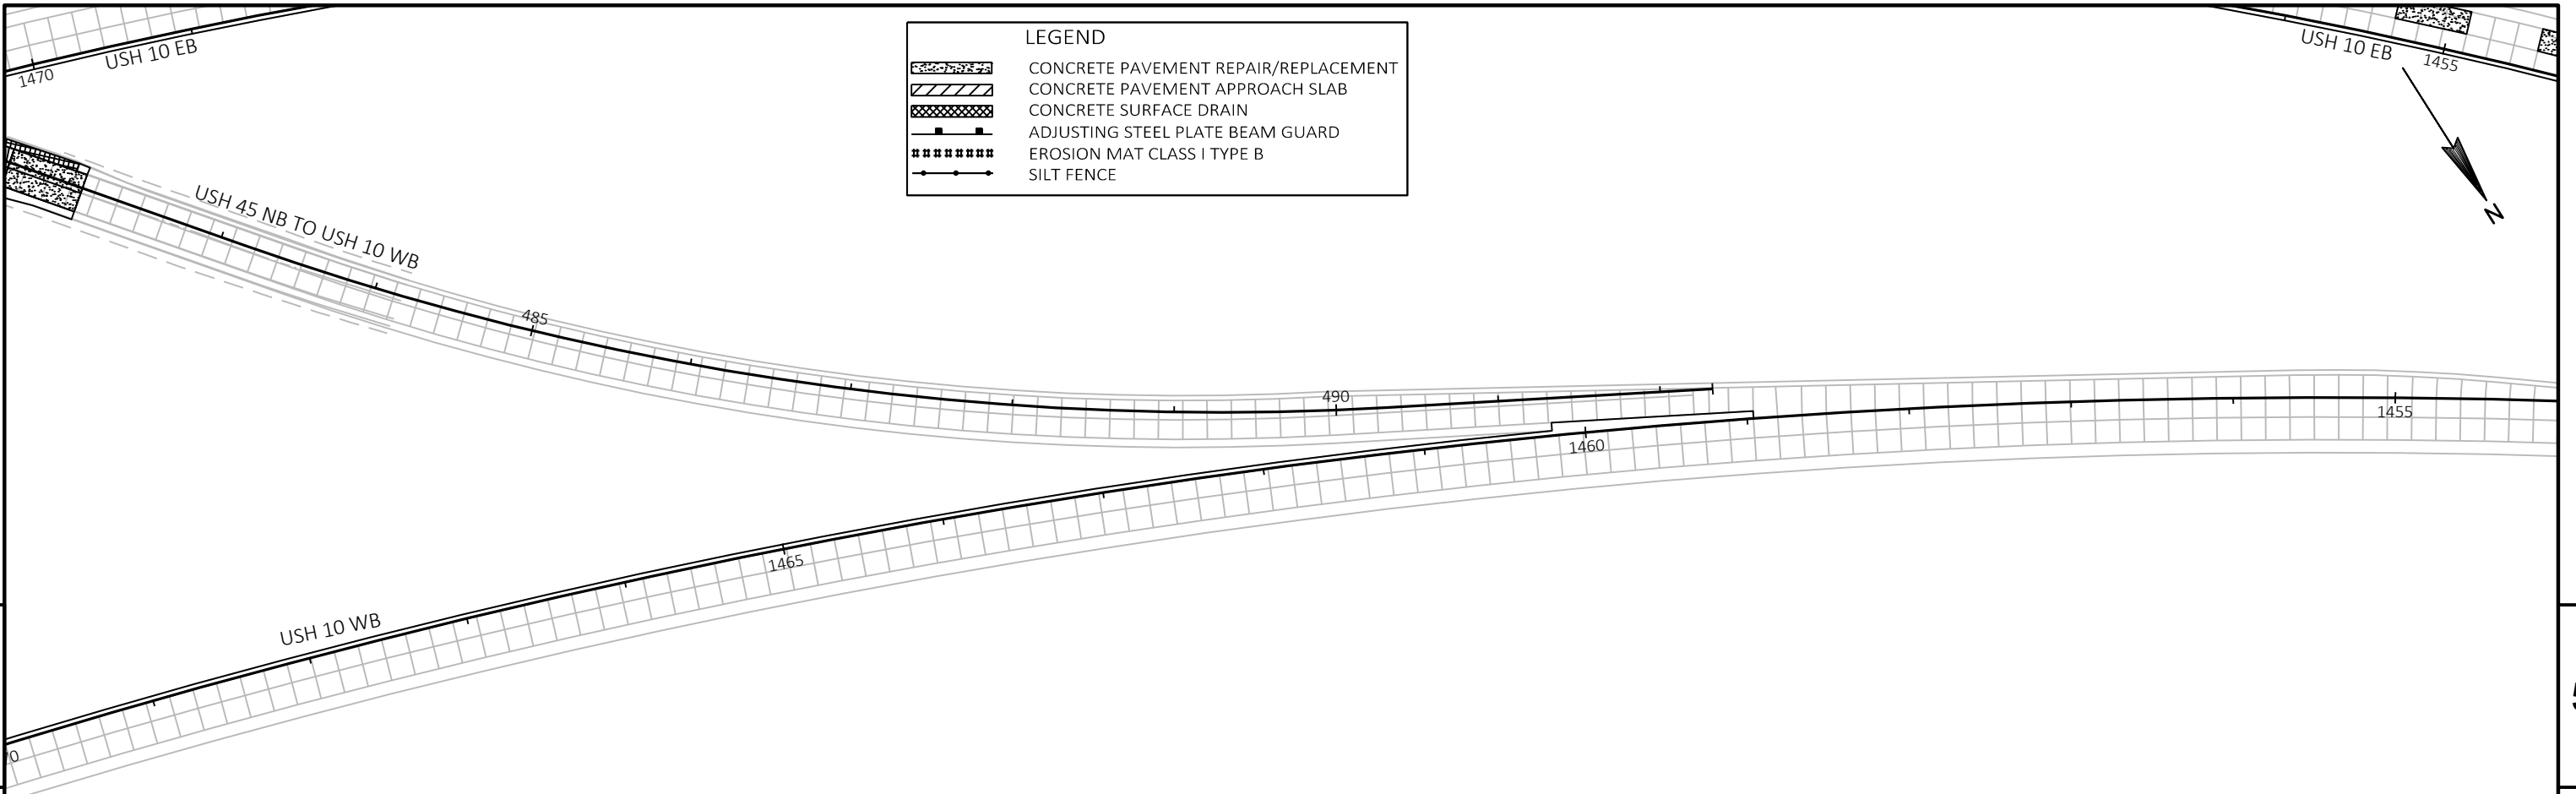 USH 10 EB
1470
LEGEND
CONCRETE PAVEMENT REPAIR/REPLACEMENT
CONCRETE PAVEMENT APPROACH SLAB
CONCRETE SURFACE DRAIN
ADJUSTING STEEL PLATE BEAM GUARD
EROSION MAT CLASS I TYPE B
SILT FENCE
USH 10 EB
1455
N
USH 45 NB TO USH 10 WB
485
490
1455
1460
1465
USH 10 WB